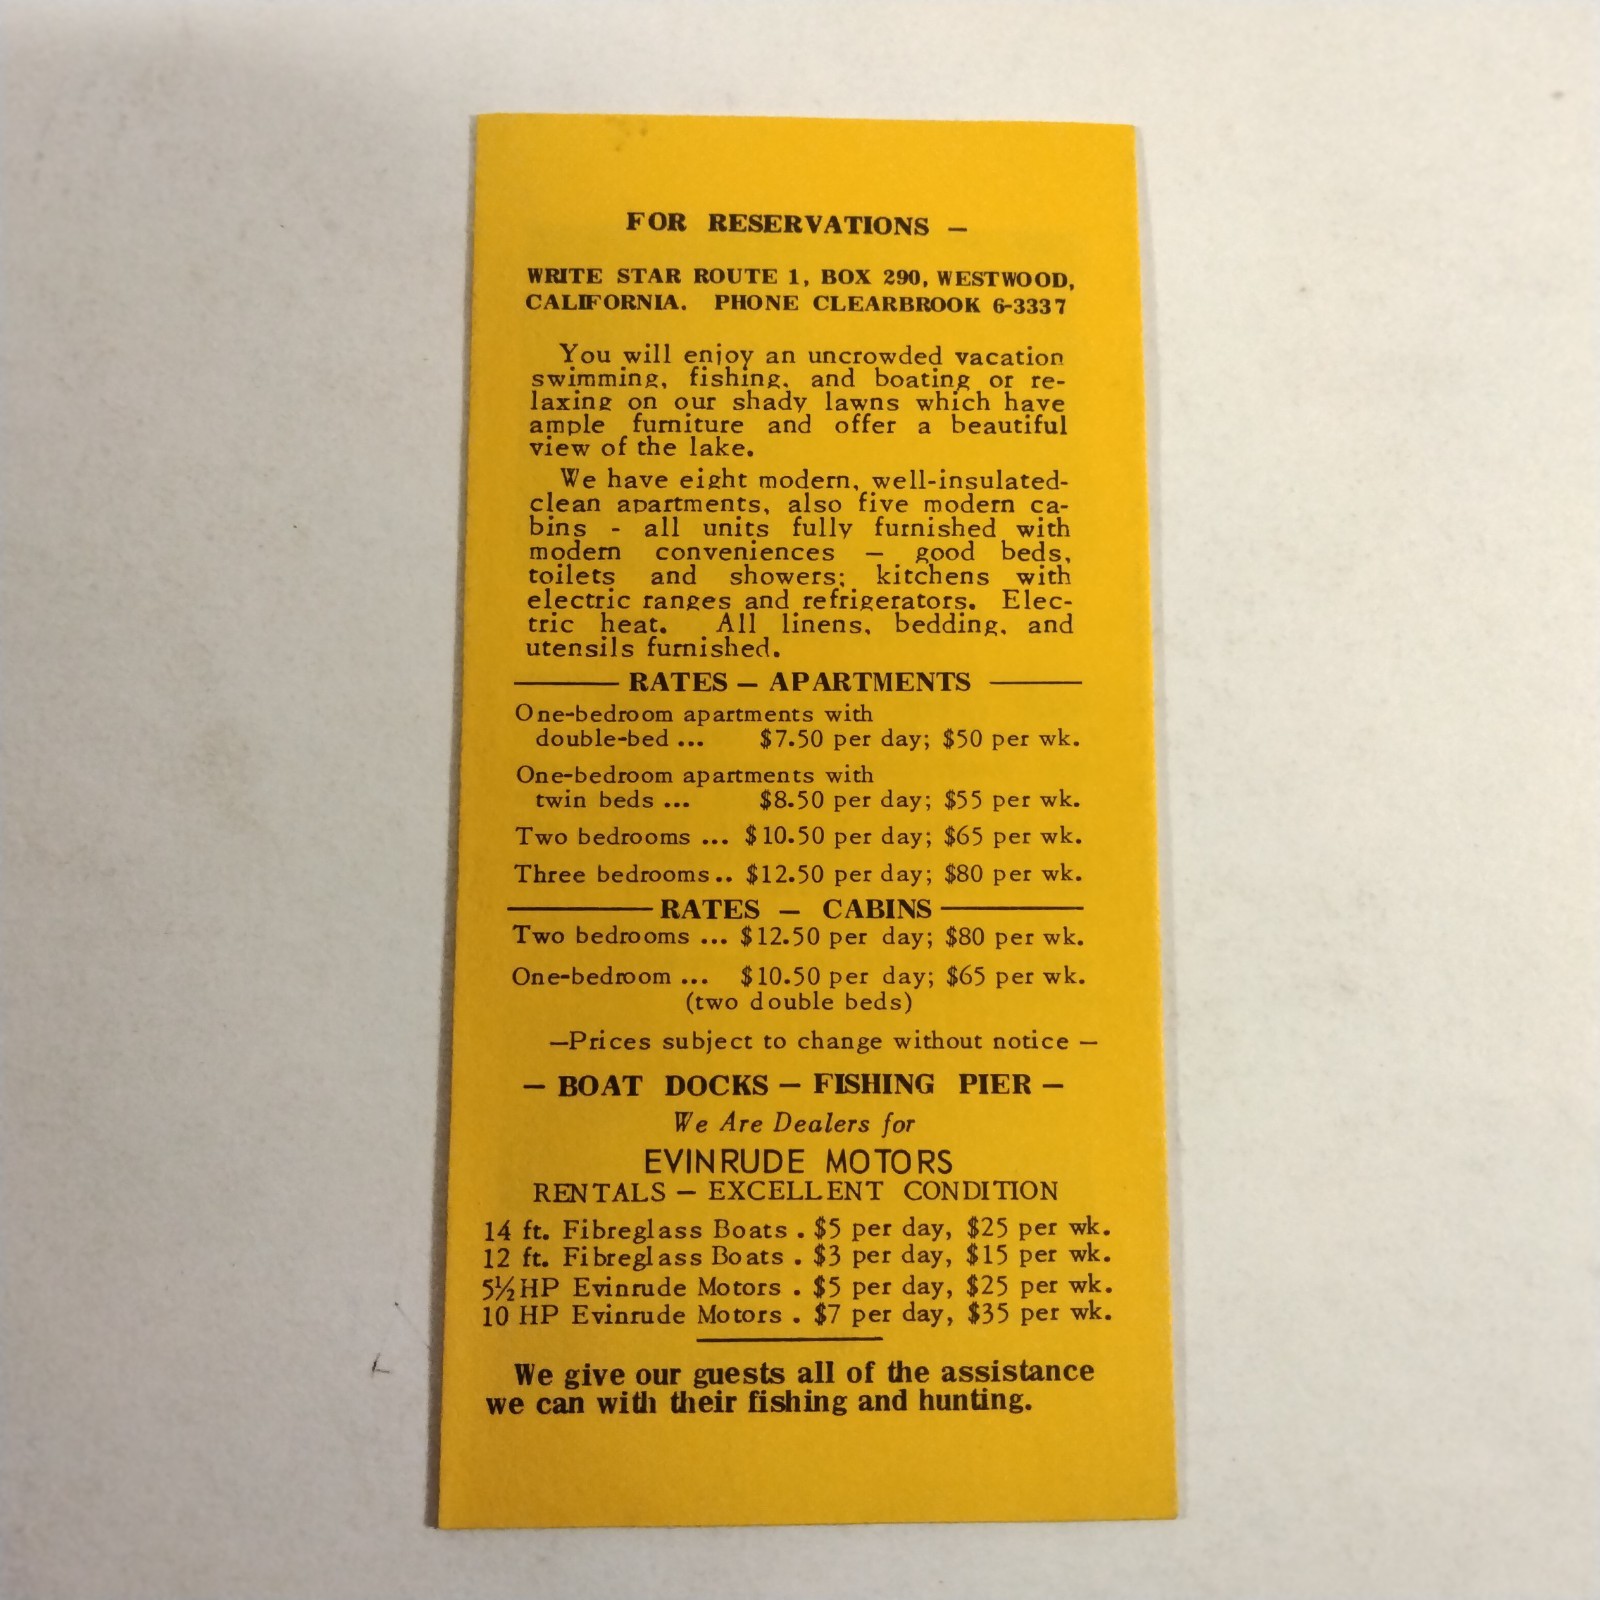 FOR RESERVATIONS —
WRITE STAR ROUTE 1, BOX 290, WESTWOOD,
CALIFORNIA. PHONE CLEARBROOK 6-3337
You will enjoy an uncrowded vacation
swimming, fishing, and boating or re-
laxing on our shady lawns which have
ample furniture and offer a beautiful
view of the lake.
We have eight modern, well-insulated-
clean apartments, also five modern ca-
bins - all units fully furnished with
modern conveniences — good beds,
toilets and showers; kitchens with
electric ranges and refrigerators. Elec-
tric heat. All linens, bedding, and
utensils furnished.
RATES — APARTMENTS
One-bedroom apartments with
double-bed ... $7.50 per day; $50 per wk.
One-bedroom apartments with
twin beds ... $8.50 per day; $55 per wk.
Two bedrooms ... $10.50 per day; $65 per wk.
Three bedrooms.. $12.50 per day; $80 per wk.
RATES — CABINS
Two bedrooms ... $12.50 per day; $80 per wk.
One-bedroom ... $10.50 per day; $65 per wk.
(two double beds)
—Prices subject to change without notice —
— BOAT DOCKS — FISHING PIER —
We Are Dealers for
EVINRUDE MOTORS
RENTALS — EXCELLENT CONDITION
14 ft. Fibreglass Boats . $5 per day, $25 per wk.
12 ft. Fibreglass Boats . $3 per day, $15 per wk.
5½ HP Evinrude Motors . $5 per day, $25 per wk.
10 HP Evinrude Motors . $7 per day, $35 per wk.
We give our guests all of the assistance
we can with their fishing and hunting.